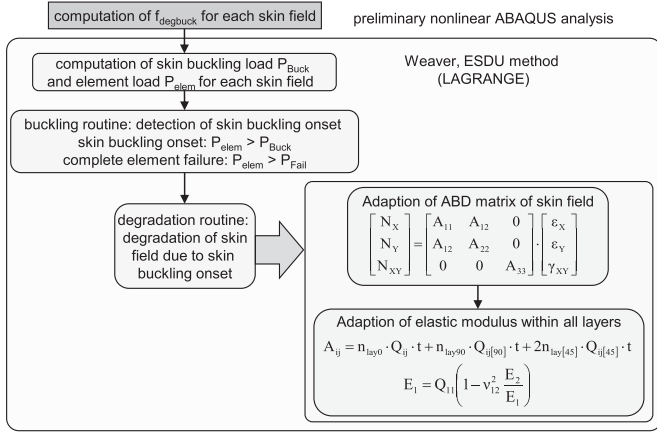 computation of f_degbuck for each skin field
preliminary nonlinear ABAQUS analysis
computation of skin buckling load P_Buck
and element load P_elem for each skin field
Weaver, ESDU method
(LAGRANGE)
buckling routine: detection of skin buckling onset
skin buckling onset: P_elem > P_Buck
complete element failure: P_elem > P_Fail
degradation routine:
degradation of skin
field due to skin
buckling onset
Adaption of ABD matrix of skin field
[N_X] = [A_11 A_12 0] · [ε_X]
[N_Y] [A_12 A_22 0] [ε_Y]
[N_XY] [0 0 A_33] [γ_XY]
Adaption of elastic modulus within all layers
A_ij = n_lay0 · Q_ij · t + n_lay90 · Q_ij[90] · t + 2n_lay[45] · Q_ij[45] · t
E_1 = Q_11 (1 − ν_12^2 E_2/E_1)